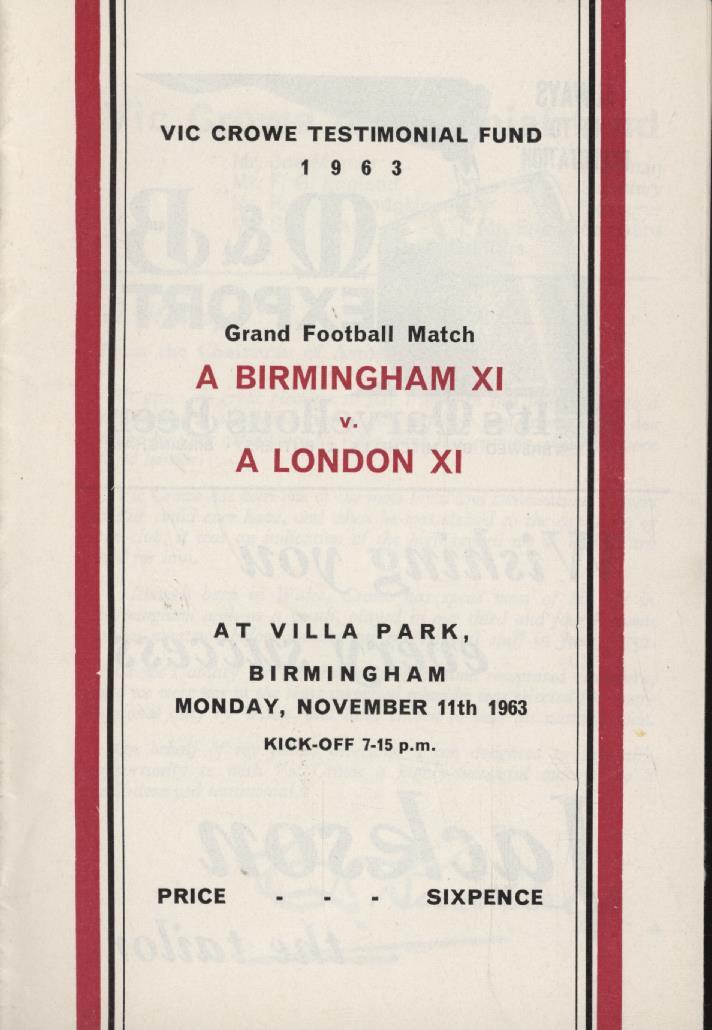 VIC CROWE TESTIMONIAL FUND
1 9 6 3
Grand Football Match
A BIRMINGHAM XI
v.
A LONDON XI
AT VILLA PARK,
BIRMINGHAM
MONDAY, NOVEMBER 11th 1963
KICK-OFF 7-15 p.m.
PRICE - - - SIXPENCE